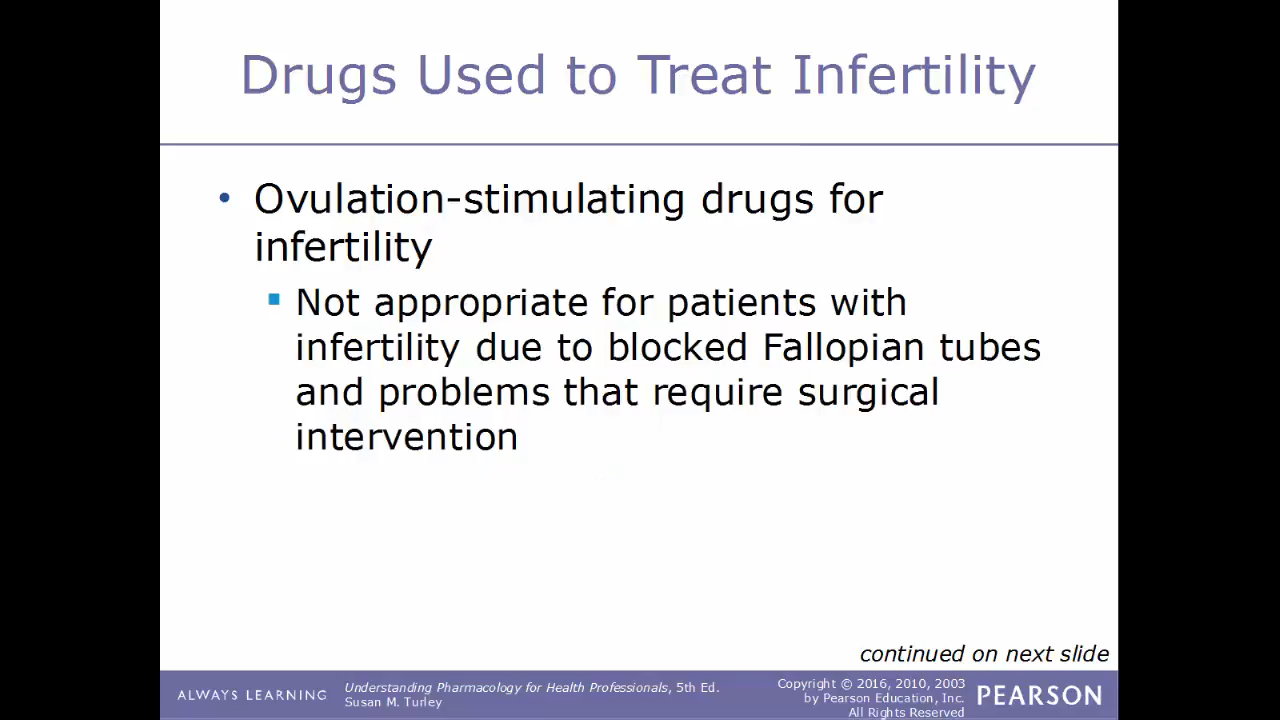 Drugs Used to Treat Infertility
• Ovulation-stimulating drugs for
infertility
▪ Not appropriate for patients with
infertility due to blocked Fallopian tubes
and problems that require surgical
intervention
continued on next slide
ALWAYS LEARNING
Understanding Pharmacology for Health Professionals, 5th Ed.
Susan M. Turley
Copyright © 2016, 2010, 2003
by Pearson Education, Inc.
All Rights Reserved
PEARSON